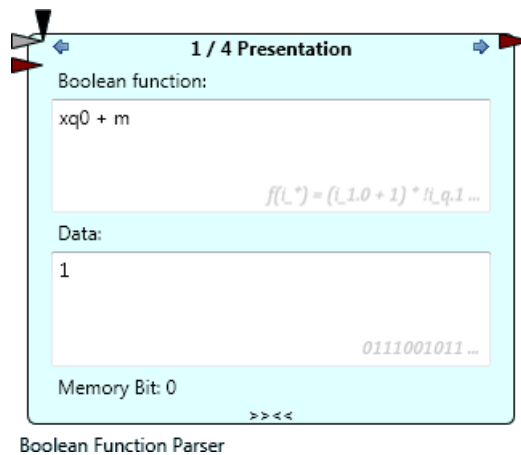 1 / 4 Presentation
Boolean function:
xq0 + m
f(i_*) = (i_1.0 + 1) * !i_q.1 ...
Data:
1
0111001011 ...
Memory Bit: 0
>><<
Boolean Function Parser